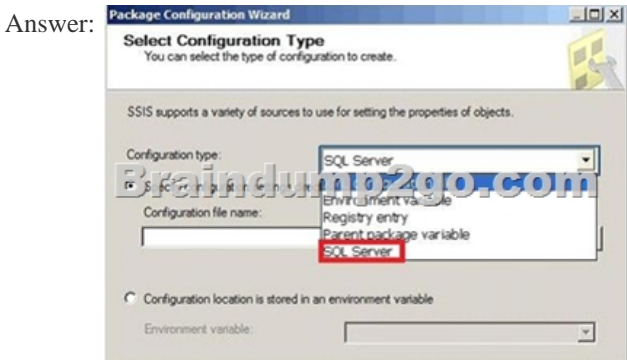 Answer:
Package Configuration Wizard
Select Configuration Type
You can select the type of configuration to create.
SSIS supports a variety of sources to use for setting the properties of objects.
Configuration type:
SQL Server
Braindump2go.com
Environment variable
Registry entry
Parent package variable
SQL Server
Configuration file name:
Configuration location is stored in an environment variable
Environment variable: